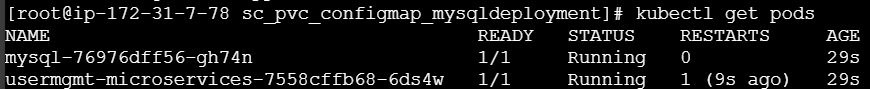 [root@ip-172-31-7-78 sc_pvc_configmap_mysqldeployment]# kubectl get pods
NAME READY STATUS RESTARTS AGE
mysql-76976dff56-gh74n 1/1 Running 0 29s
usermgmt-microservices-7558cffb68-6ds4w 1/1 Running 1 (9s ago) 29s